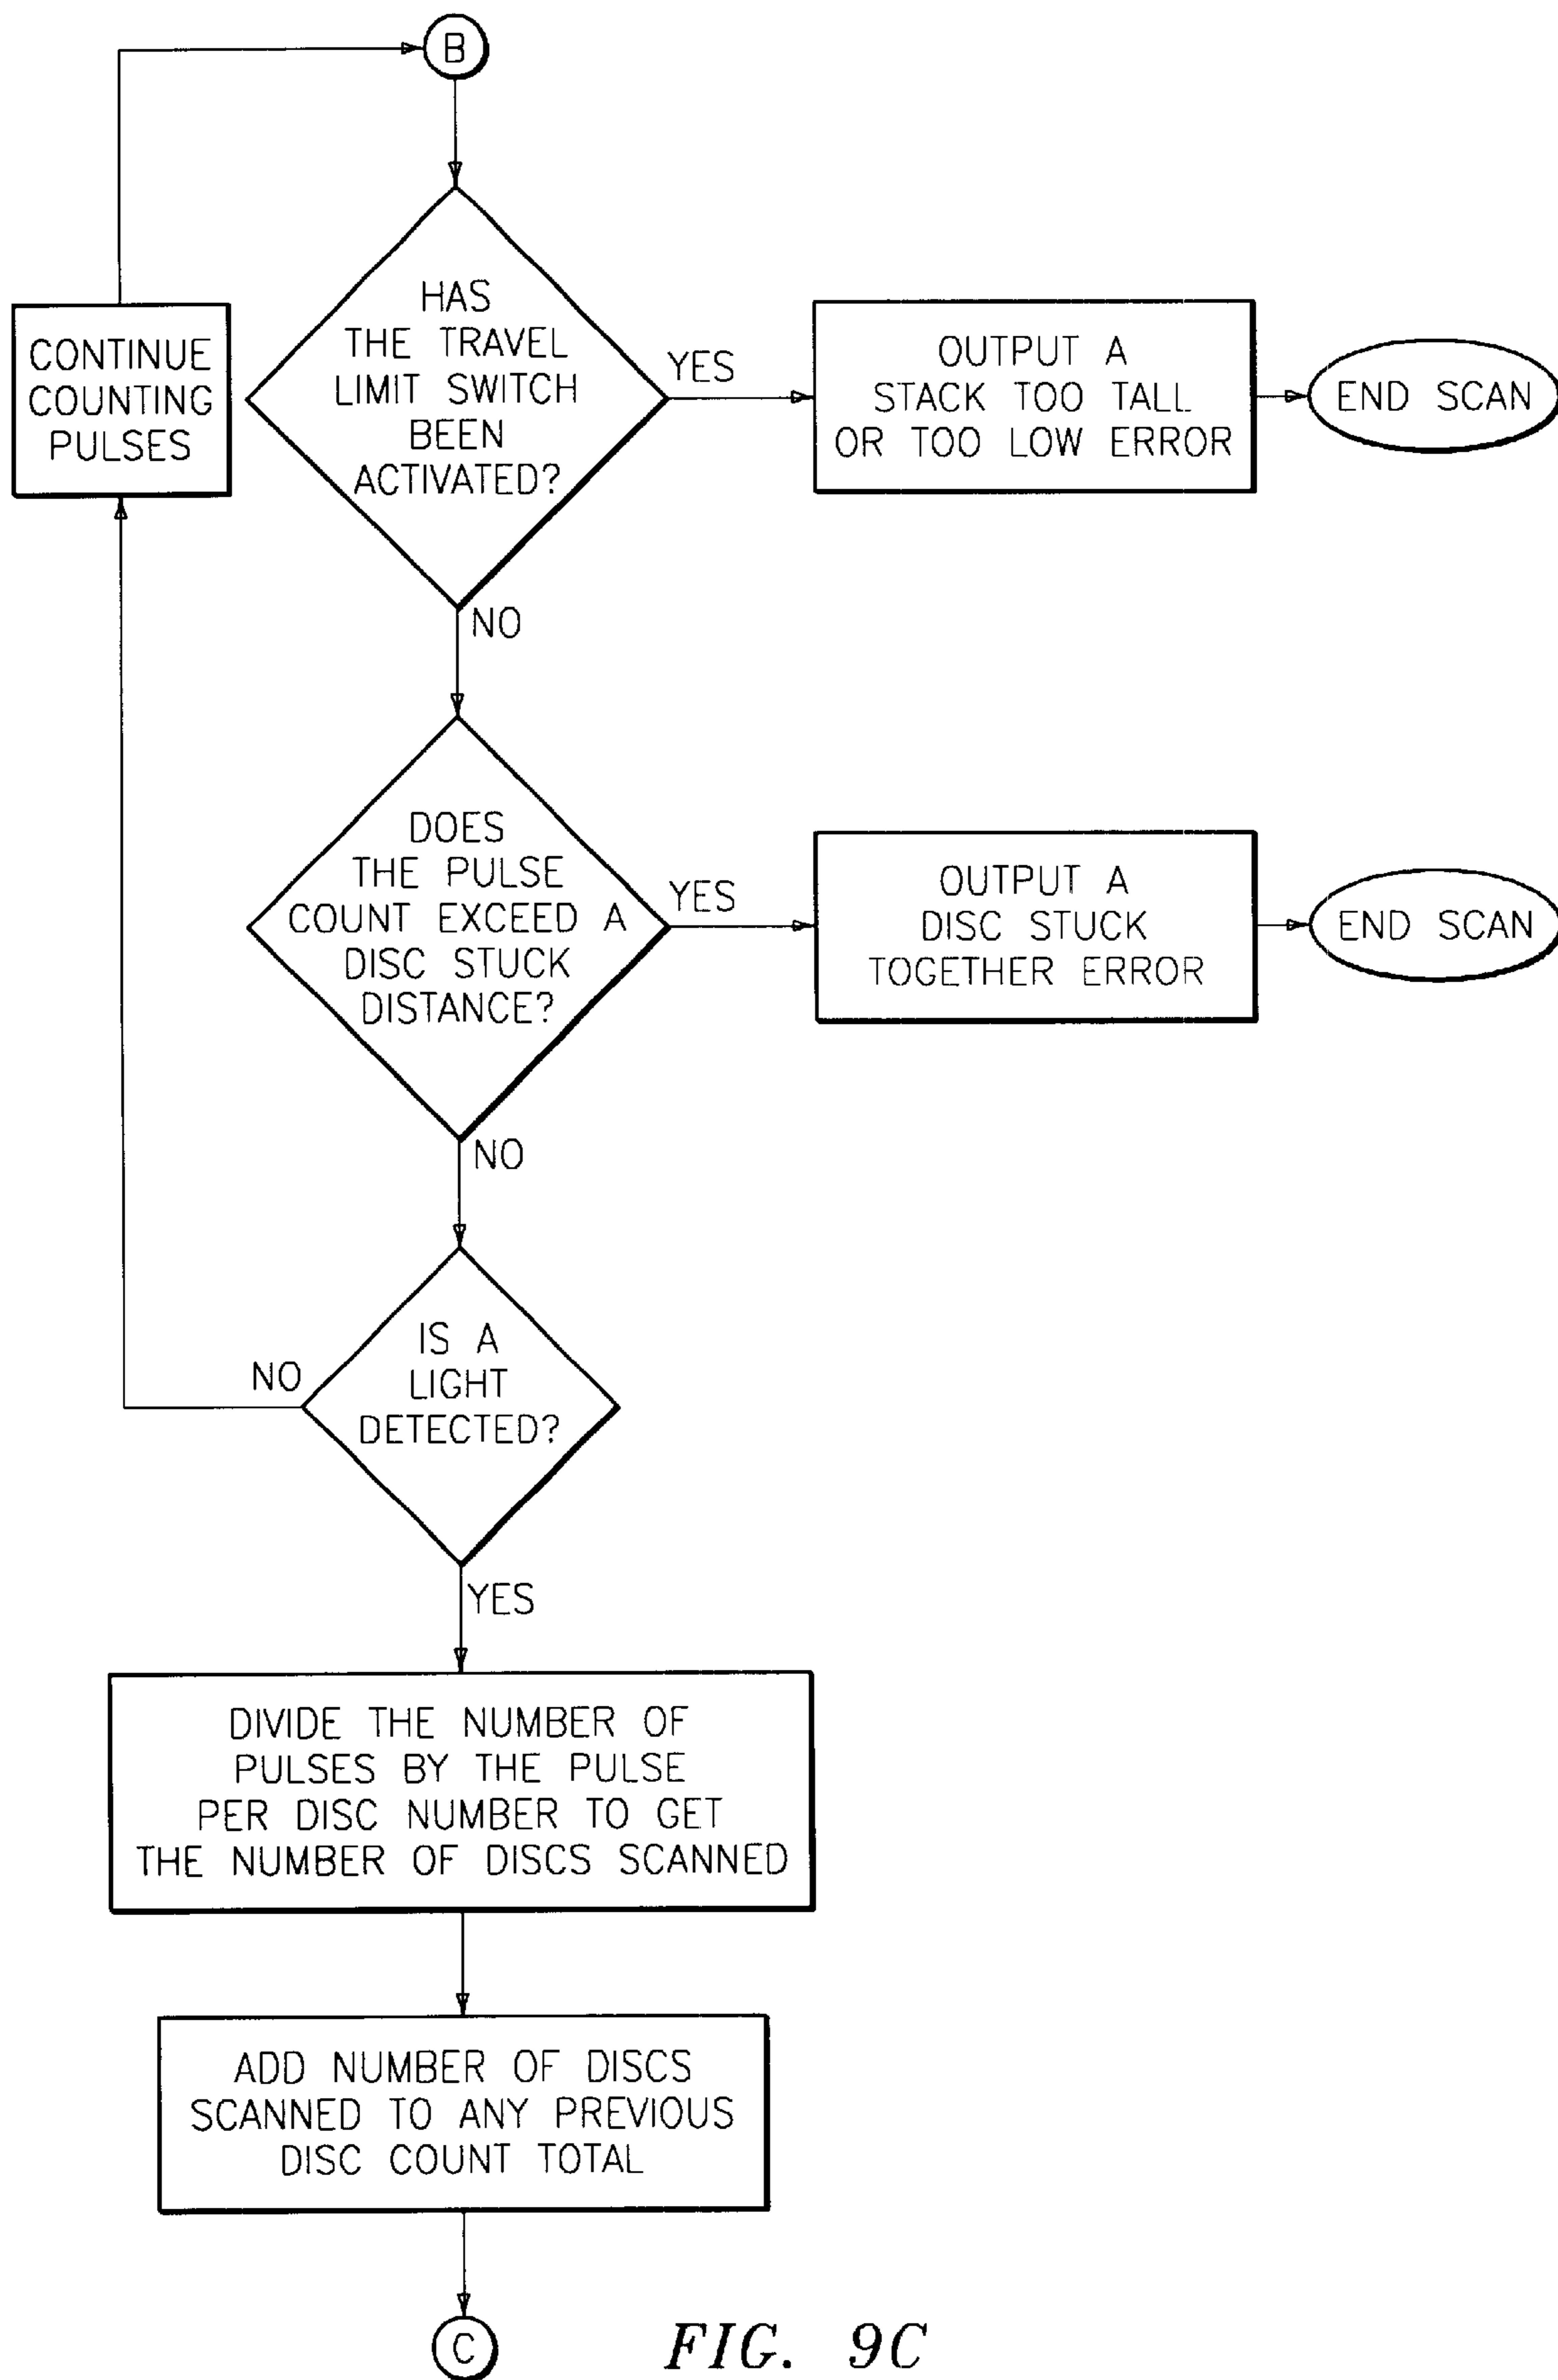 B
CONTINUE
COUNTING
PULSES
HAS
THE TRAVEL
LIMIT SWITCH
BEEN
ACTIVATED?
YES
OUTPUT A
STACK TOO TALL
OR TOO LOW ERROR
END SCAN
NO
DOES
THE PULSE
COUNT EXCEED A
DISC STUCK
DISTANCE?
YES
OUTPUT A
DISC STUCK
TOGETHER ERROR
END SCAN
NO
IS A
LIGHT
DETECTED?
NO
YES
DIVIDE THE NUMBER OF
PULSES BY THE PULSE
PER DISC NUMBER TO GET
THE NUMBER OF DISCS SCANNED
ADD NUMBER OF DISCS
SCANNED TO ANY PREVIOUS
DISC COUNT TOTAL
C
FIG. 9C